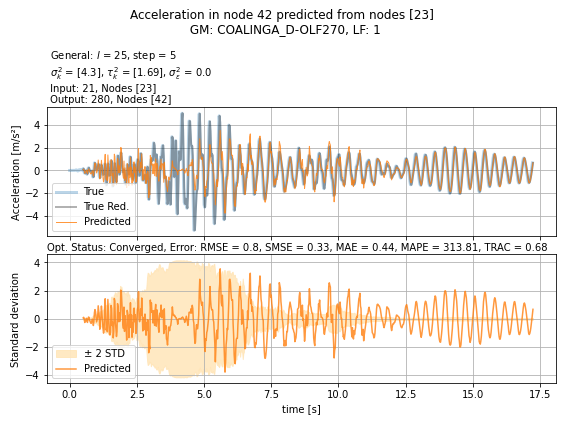 Acceleration in node 42 predicted from nodes [23]
GM: COALINGA_D-OLF270, LF: 1
General: l = 25, step = 5
σ²ₖ = [4.3], τ²ₖ = [1.69], σ²ε = 0.0
Input: 21, Nodes [23]
Output: 280, Nodes [42]
Acceleration [m/s²]
4
2
0
−2
−4
True
True Red.
Predicted
Opt. Status: Converged, Error: RMSE = 0.8, SMSE = 0.33, MAE = 0.44, MAPE = 313.81, TRAC = 0.68
Standard deviation
4
2
0
−2
−4
± 2 STD
Predicted
0.0 2.5 5.0 7.5 10.0 12.5 15.0 17.5
time [s]